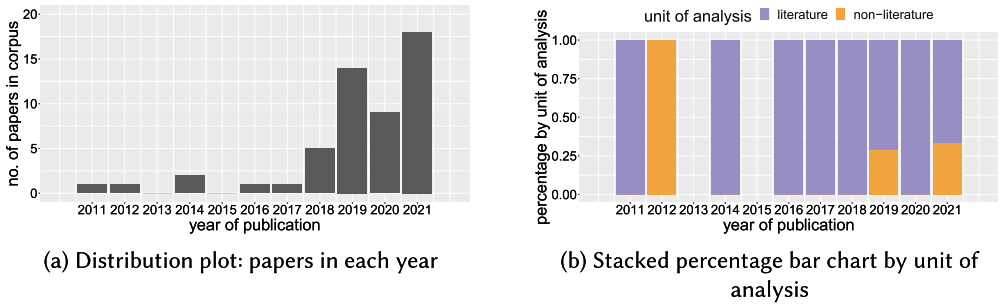 20
15
10
5
0
no. of papers in corpus
2011 2012 2013 2014 2015 2016 2017 2018 2019 2020 2021
year of publication
(a) Distribution plot: papers in each year
unit of analysis literature non−literature
1.00
0.75
0.50
0.25
0.00
percentage by unit of analysis
2011 2012 2013 2014 2015 2016 2017 2018 2019 2020 2021
year of publication
(b) Stacked percentage bar chart by unit of
analysis